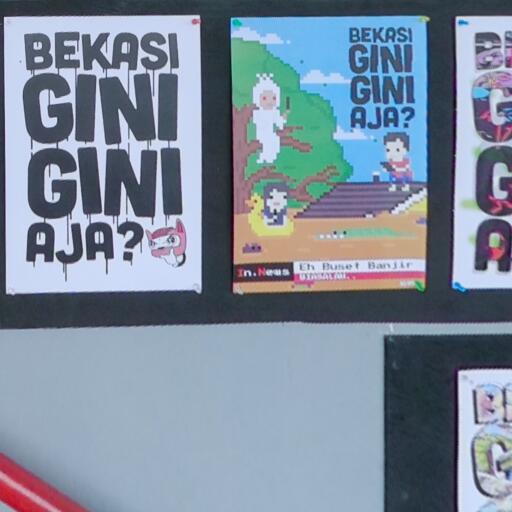 BEKASI
GINI
GINI
AJA?
BEKASI
GINI
GINI
AJA?
In.News
Eh Buset Banjir